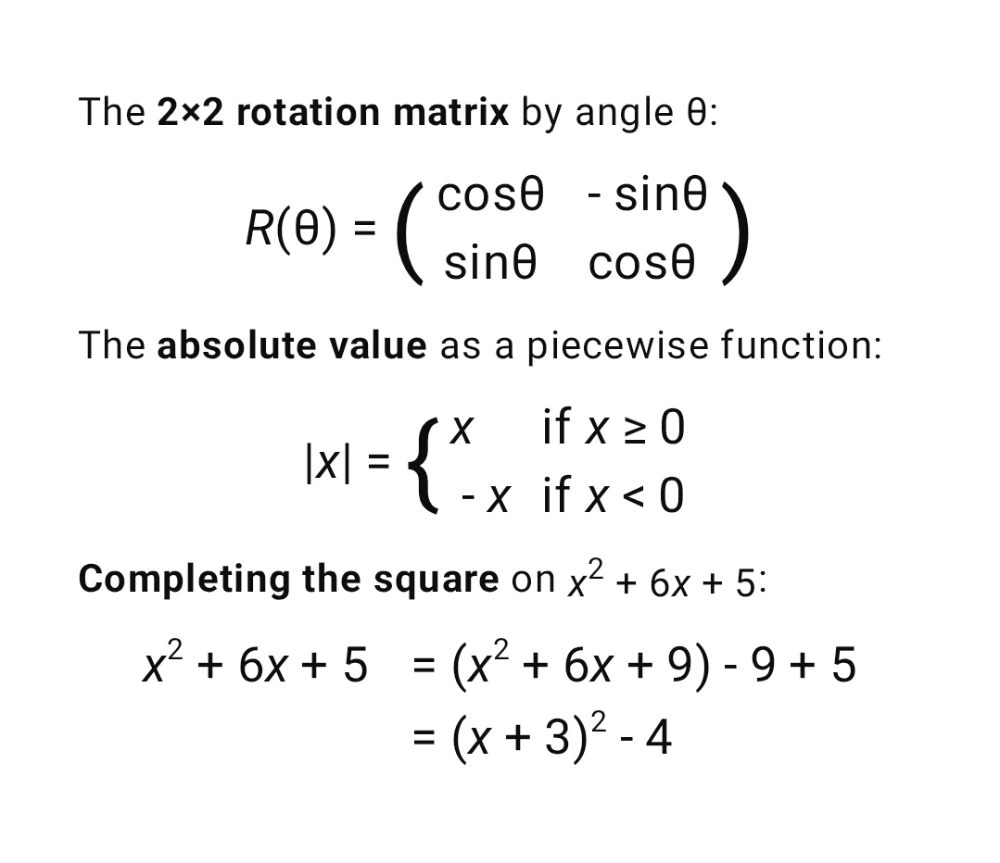 The 2×2 rotation matrix by angle θ:
R(θ) = ( cosθ - sinθ
sinθ cosθ )
The absolute value as a piecewise function:
|x| = { x if x ≥ 0
- x if x < 0
Completing the square on x² + 6x + 5:
x² + 6x + 5 = (x² + 6x + 9) - 9 + 5
= (x + 3)² - 4